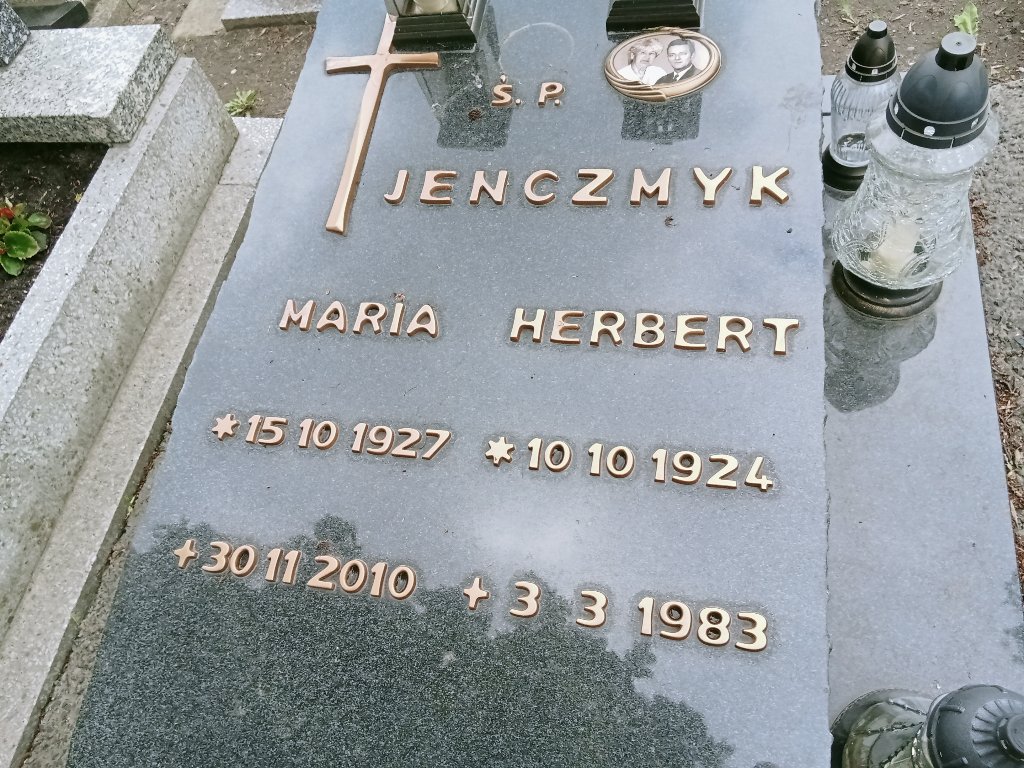 Ś. P.
JENCZMYK
MARIA HERBERT
*15 10 1927 *10 10 1924
+30 11 2010 + 3 3 1983